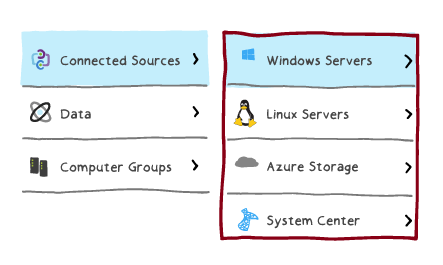 Connected Sources
Data
Computer Groups
Windows Servers
Linux Servers
Azure Storage
System Center